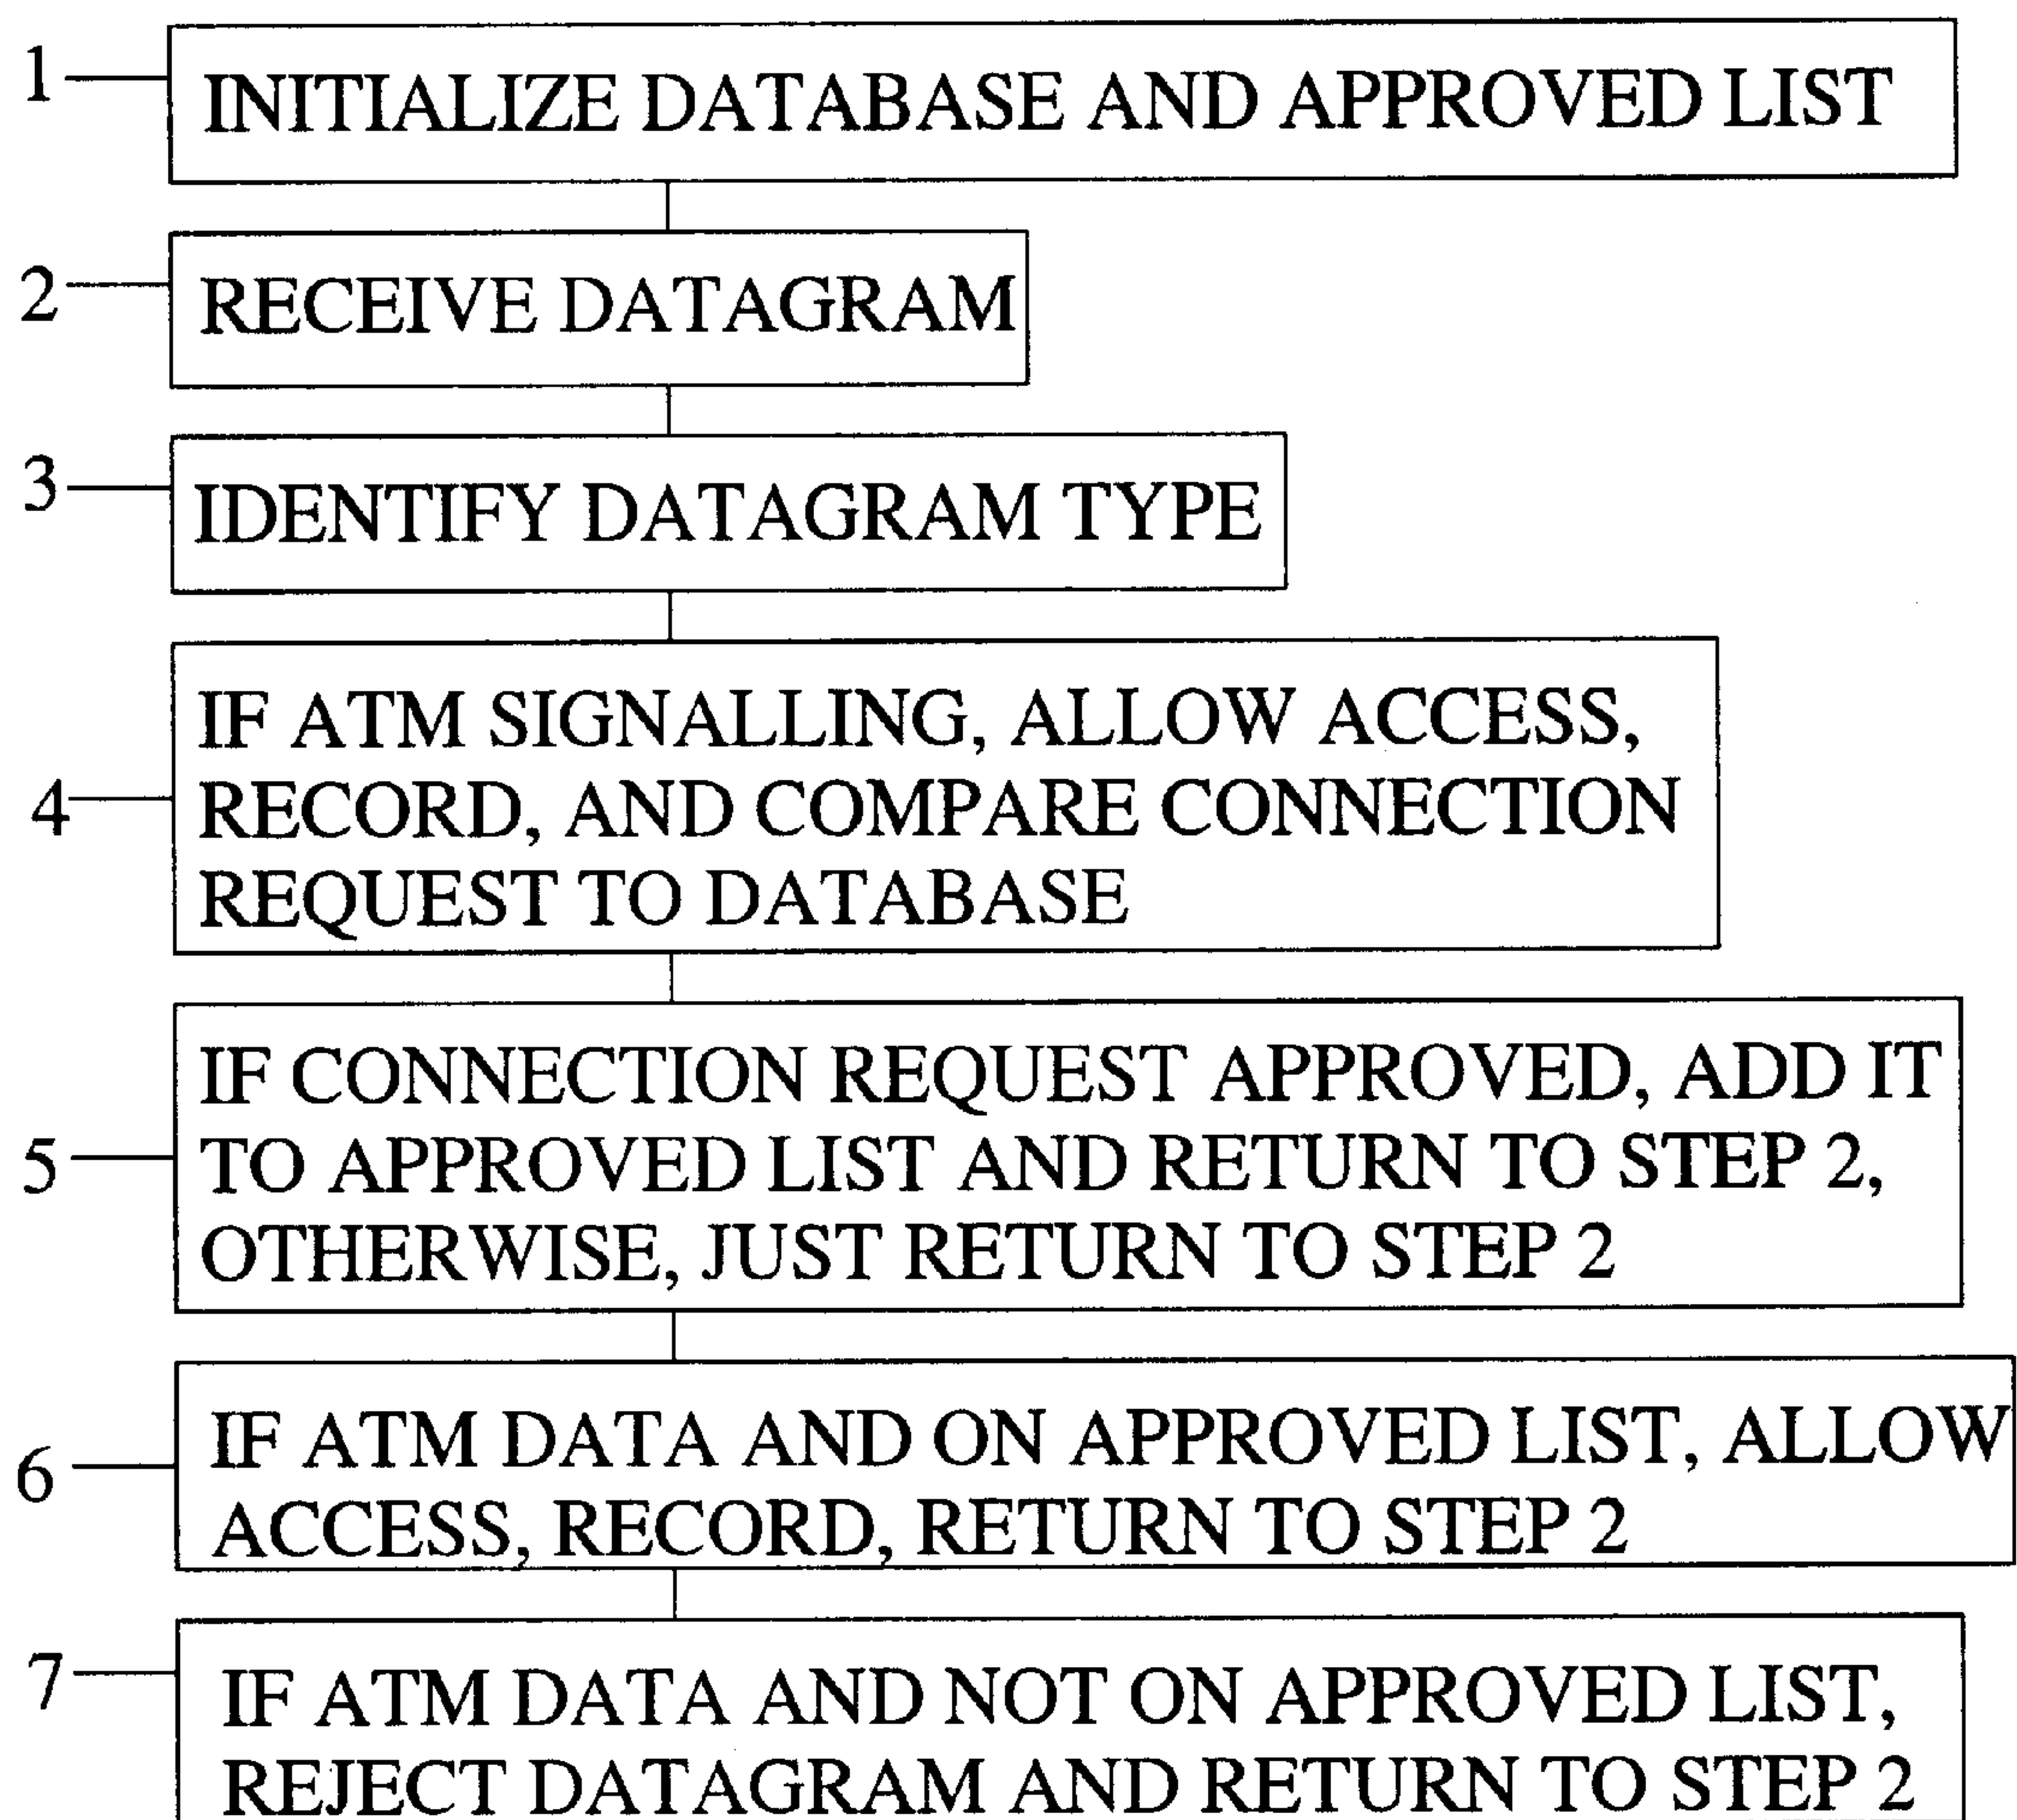 1 INITIALIZE DATABASE AND APPROVED LIST
2 RECEIVE DATAGRAM
3 IDENTIFY DATAGRAM TYPE
IF ATM SIGNALLING, ALLOW ACCESS,
4 RECORD, AND COMPARE CONNECTION
REQUEST TO DATABASE
IF CONNECTION REQUEST APPROVED, ADD IT
5 TO APPROVED LIST AND RETURN TO STEP 2,
OTHERWISE, JUST RETURN TO STEP 2
6 IF ATM DATA AND ON APPROVED LIST, ALLOW
ACCESS, RECORD, RETURN TO STEP 2
7 IF ATM DATA AND NOT ON APPROVED LIST,
REJECT DATAGRAM AND RETURN TO STEP 2